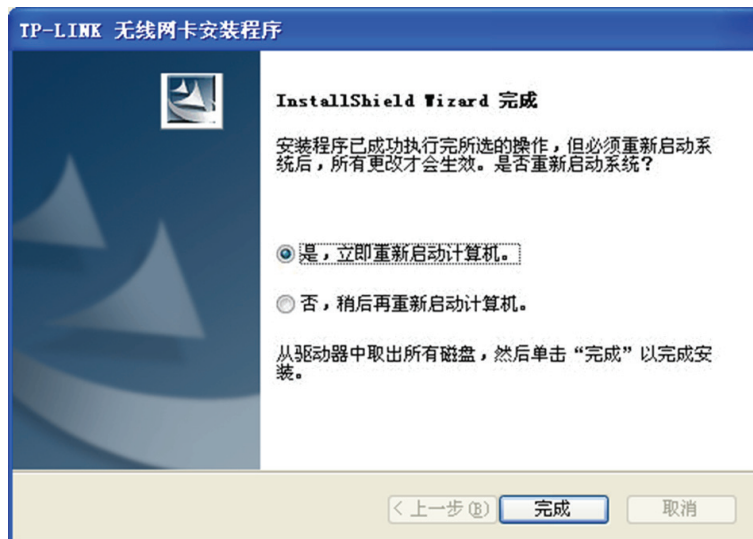 TP-LINK 无线网卡安装程序
InstallShield Wizard 完成
安装程序已成功执行完所选的操作，但必须重新启动系
统后，所有更改才会生效。是否重新启动系统？
是，立即重新启动计算机。
否，稍后再重新启动计算机。
从驱动器中取出所有磁盘，然后单击“完成”以完成安
装。
< 上一步(B)
完成
取消